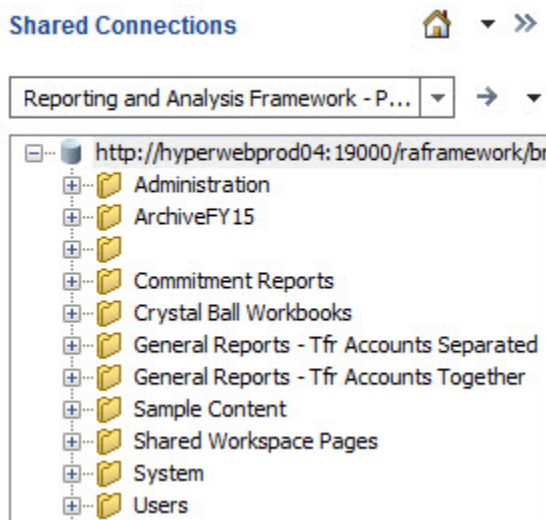 Shared Connections
Reporting and Analysis Framework - P...
http://hyperwebprod04:19000/raframework/br
Administration
ArchiveFY15
Commitment Reports
Crystal Ball Workbooks
General Reports - Tfr Accounts Separated
General Reports - Tfr Accounts Together
Sample Content
Shared Workspace Pages
System
Users